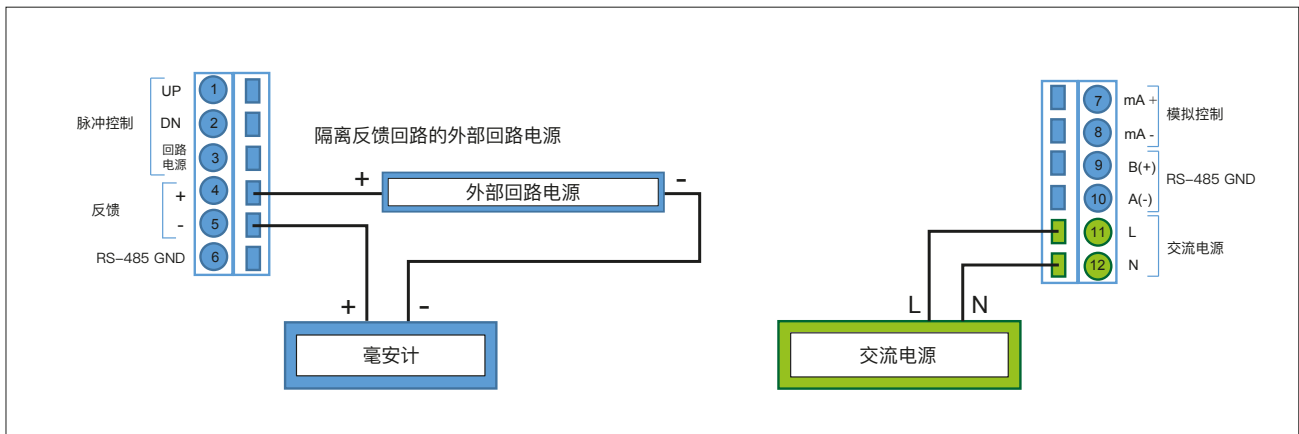 脉冲控制
UP 1
DN 2
回路
电源 3
反馈
+ 4
- 5
RS-485 GND 6
隔离反馈回路的外部回路电源
+ 外部回路电源 -
+ -
毫安计
7 mA +
8 mA -
模拟控制
9 B(+)
10 A(-)
RS-485 GND
11 L
12 N
交流电源
L N
交流电源